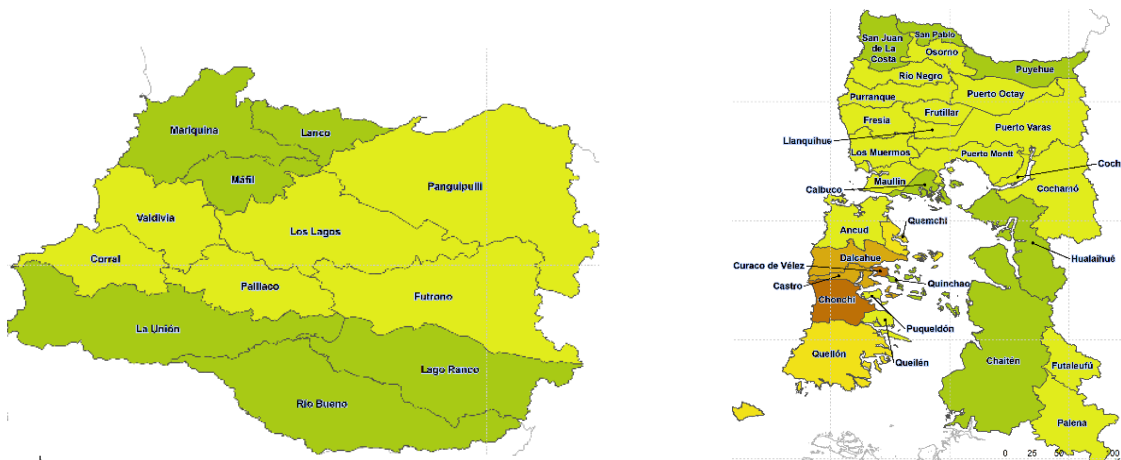 Mariquina
Lanco
Máfil
Panguipulli
Valdivia
Los Lagos
Corral
Paillaco
Futrono
La Unión
Lago Ranco
Río Bueno
San Juan
de La
Costa
San Pablo
Osorno
Puyehue
Río Negro
Puerto Octay
Purranque
Frutillar
Fresia
Puerto Varas
Llanquihue
Los Muermos
Puerto Montt
Coch
Maullín
Calbuco
Cochamó
Quemchi
Ancud
Dalcahue
Hualaihué
Curaco de Vélez
Castro
Quinchao
Chonchi
Puqueldón
Quellón
Queilén
Chaitén
Futaleufú
Palena
0 25 50 100